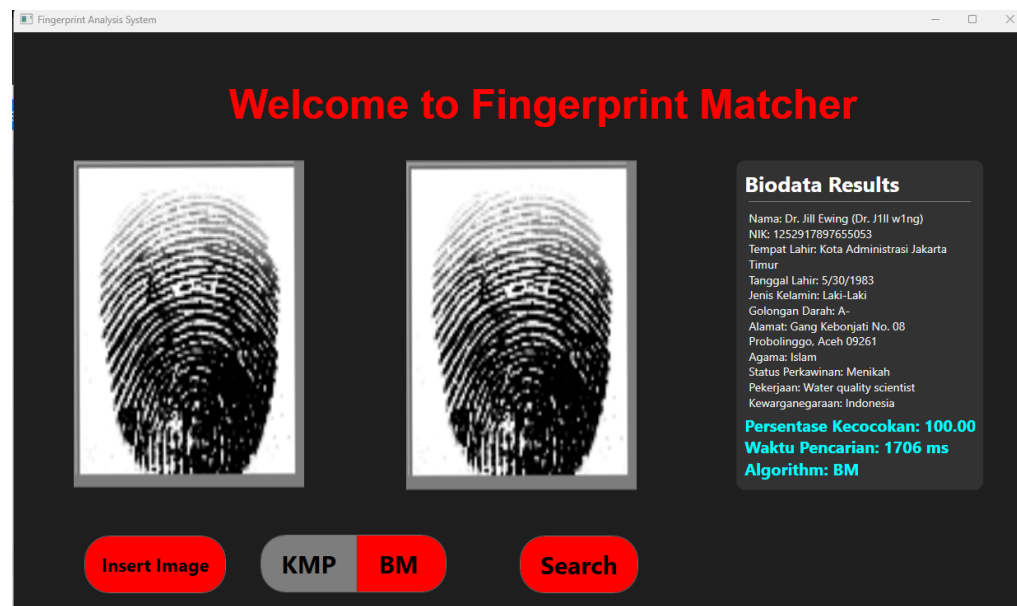 Fingerprint Analysis System
Welcome to Fingerprint Matcher
Biodata Results
Nama: Dr. Jill Ewing (Dr. J1ll w1ng)
NIK: 1252917897655053
Tempat Lahir: Kota Administrasi Jakarta
Timur
Tanggal Lahir: 5/30/1983
Jenis Kelamin: Laki-Laki
Golongan Darah: A-
Alamat: Gang Kebonjati No. 08
Probolinggo, Aceh 09261
Agama: Islam
Status Perkawinan: Menikah
Pekerjaan: Water quality scientist
Kewarganegaraan: Indonesia
Persentase Kecocokan: 100.00
Waktu Pencarian: 1706 ms
Algorithm: BM
Insert Image
KMP
BM
Search